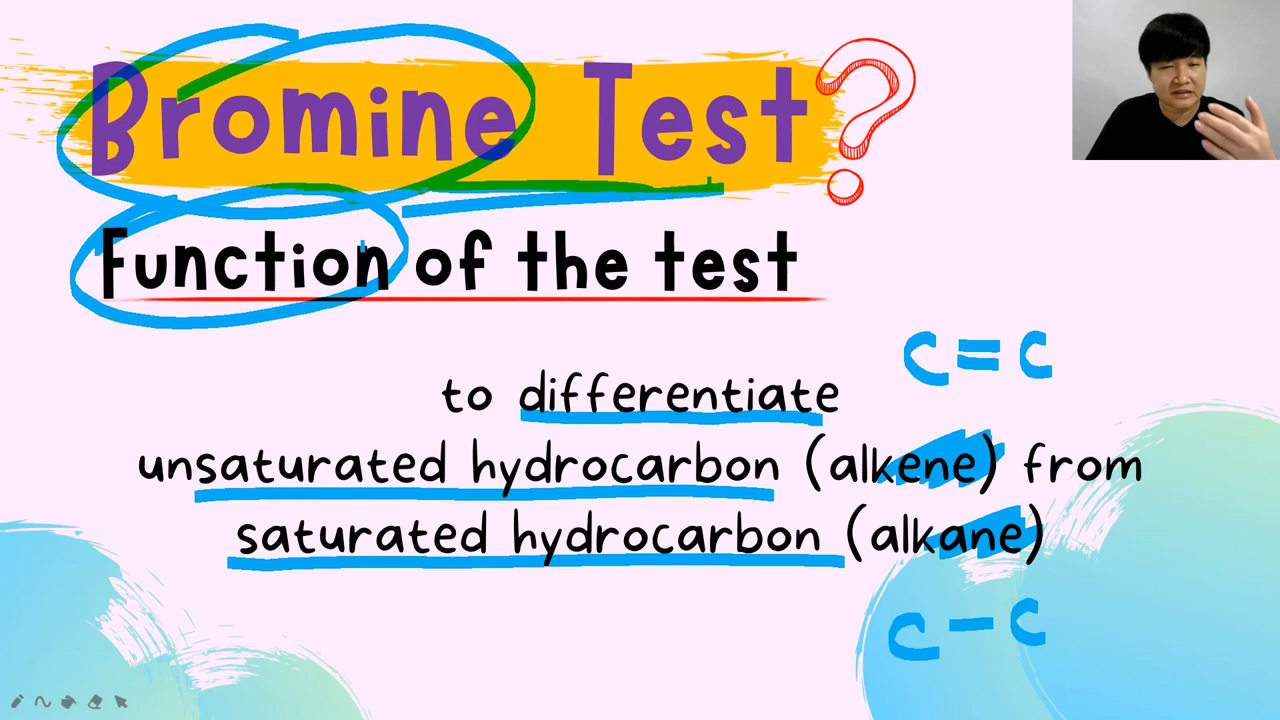 Bromine Test?
Function of the test
C=C
to differentiate
unsaturated hydrocarbon (alkene) from
saturated hydrocarbon (alkane)
C-C